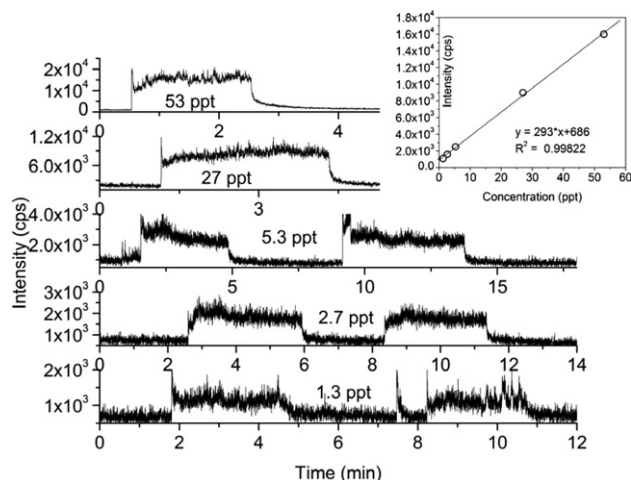 2x10⁴
1x10⁴
0
53 ppt
0
2
4
1.2x10⁴
6.0x10³
27 ppt
0
3
4.0x10³
2.0x10³
5.3 ppt
0
5
10
15
3x10³
2x10³
1x10³
2.7 ppt
0
2
4
6
8
10
12
14
2x10³
1x10³
1.3 ppt
0
2
4
6
8
10
12
Intensity (cps)
Time (min)
1.8x10⁴
1.6x10⁴
1.4x10⁴
1.2x10⁴
1.0x10⁴
8.0x10³
6.0x10³
4.0x10³
2.0x10³
0.0
Intensity (cps)
y = 293*x+686
R² = 0.99822
0 10 20 30 40 50 60
Concentration (ppt)